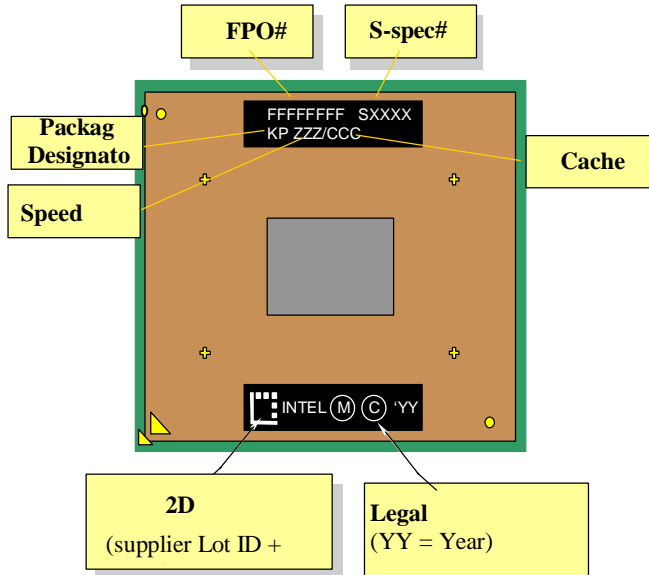 FPO#
S-spec#
FFFFFFFFF SXXXX
KP ZZZ/CCC
Packag
Designato
Cache
Speed
INTEL M C ‘YY
2D
(supplier Lot ID +
Legal
(YY = Year)